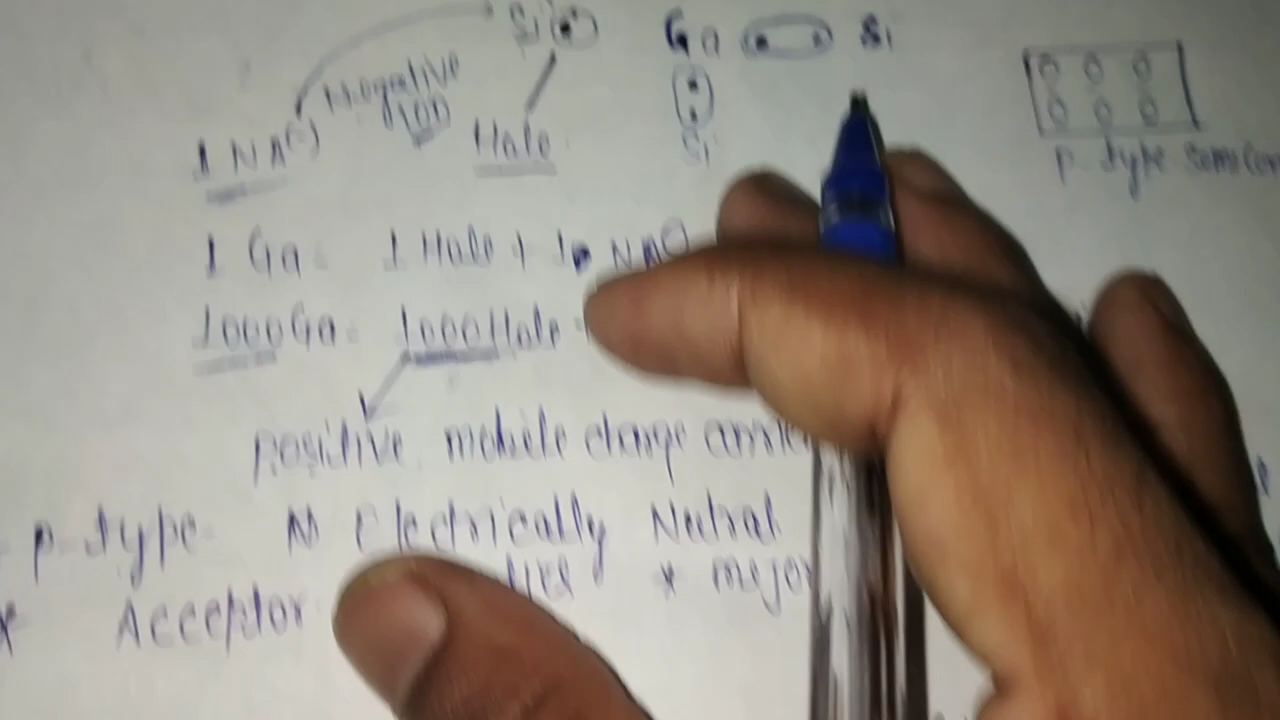 Si Ga Si
Negative
ion
1 NA(-) Hole Si
p-type semicon
1 Ga = 1 Hole + 1 NA(-)
1000 Ga = 1000 Hole
positive mobile charge carrier
p-type N Electrically Neutral
* Acceptor * major